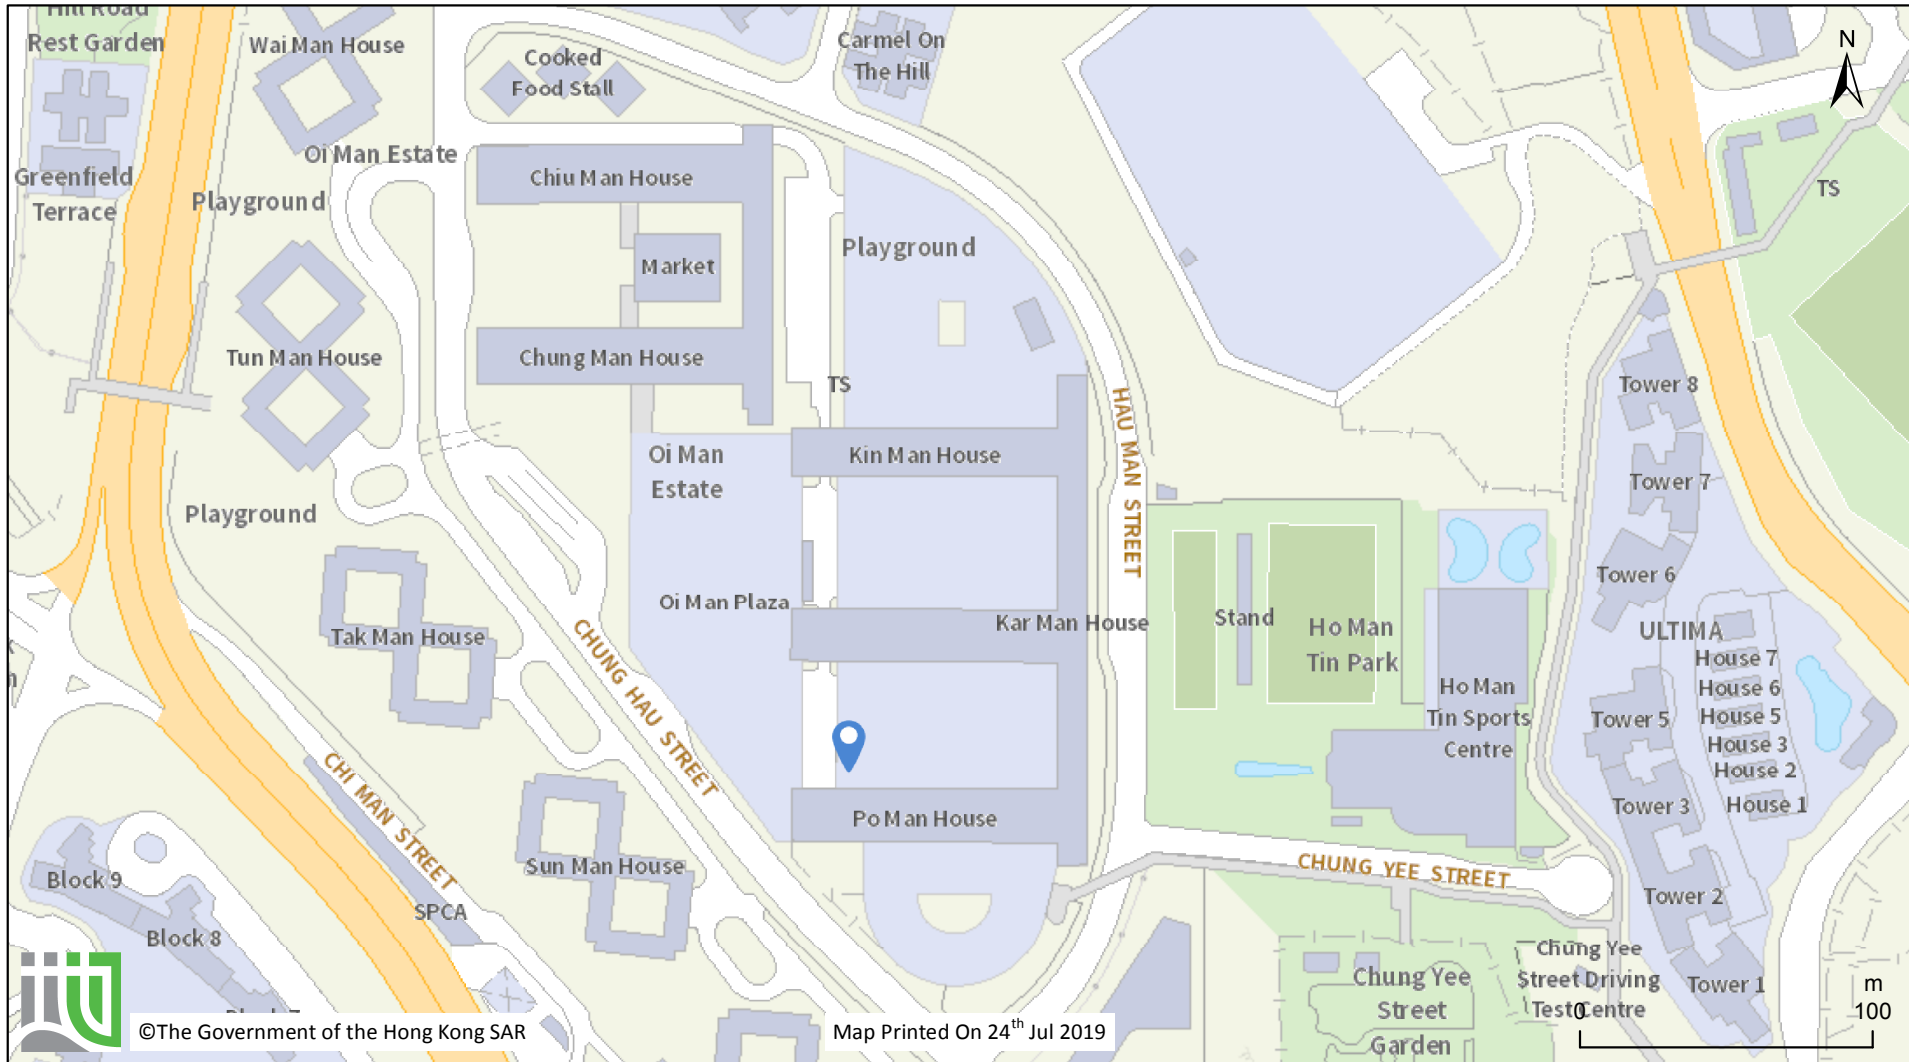 Hill Road
Rest Garden
Wai Man House
Cooked
Food Stall
Carmel On
The Hill
N
Oi Man Estate
Greenfield
Terrace
Playground
Chiu Man House
TS
Market
Playground
Tun Man House
Chung Man House
TS
Tower 8
HAU MAN STREET
Oi Man
Estate
Kin Man House
Tower 7
Playground
Tower 6
Oi Man Plaza
Kar Man House
Stand
Ho Man
Tin Park
ULTIMA
Tak Man House
House 7
House 6
House 5
House 3
House 2
House 1
Ho Man
Tin Sports
Centre
Tower 5
CHUNG HAU STREET
CHI MAN STREET
Tower 3
Po Man House
Sun Man House
CHUNG YEE STREET
Block 9
SPCA
Tower 2
Block 8
Chung Yee
Street Driving
Test Centre
Chung Yee
Street
Garden
Tower 1
m
0
100
©The Government of the Hong Kong SAR
Map Printed On 24th Jul 2019